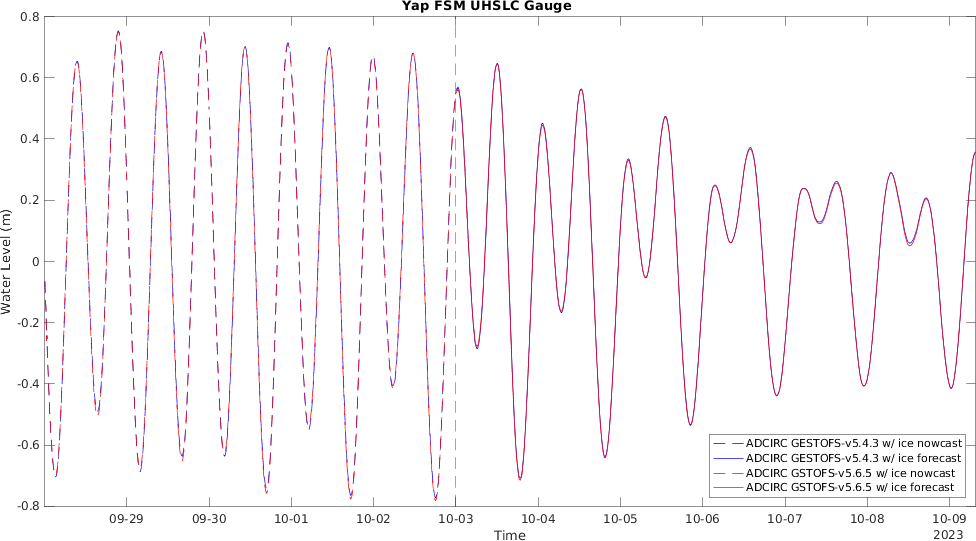 Yap FSM UHSLC Gauge
Water Level (m)
0.8
0.6
0.4
0.2
0
-0.2
-0.4
-0.6
-0.8
ADCIRC GESTOFS-v5.4.3 w/ ice nowcast
ADCIRC GESTOFS-v5.4.3 w/ ice forecast
ADCIRC GSTOFS-v5.6.5 w/ ice nowcast
ADCIRC GSTOFS-v5.6.5 w/ ice forecast
09-29 09-30 10-01 10-02 10-03 10-04 10-05 10-06 10-07 10-08 10-09
Time
2023